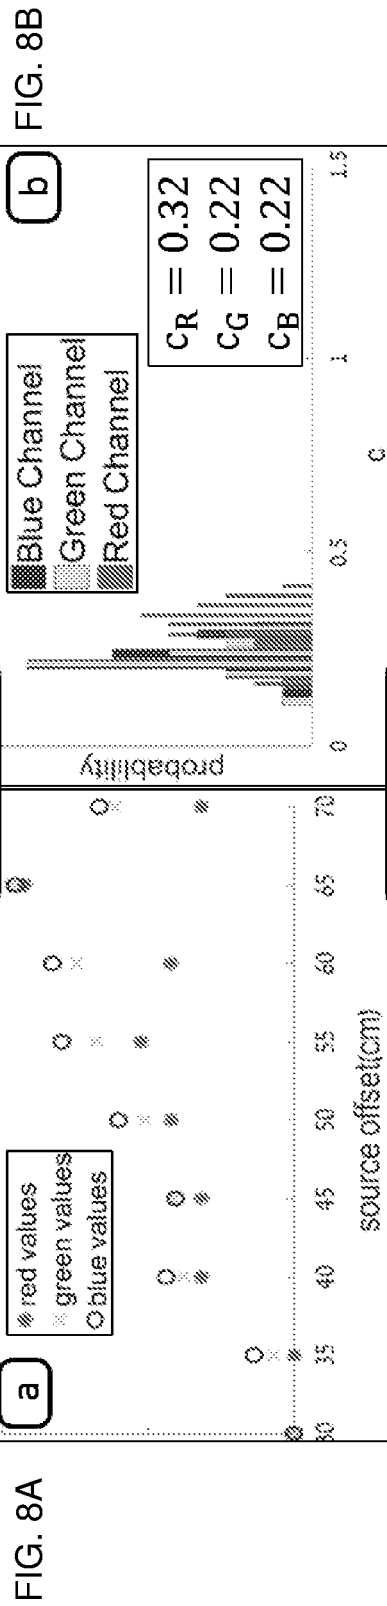 FIG. 8A
a
red values
green values
blue values
30 35 40 45 50 55 60 65 70
source offset(cm)
FIG. 8B
b
probability
Blue Channel
Green Channel
Red Channel
C_R = 0.32
C_G = 0.22
C_B = 0.22
0 0.5 1 1.5
c